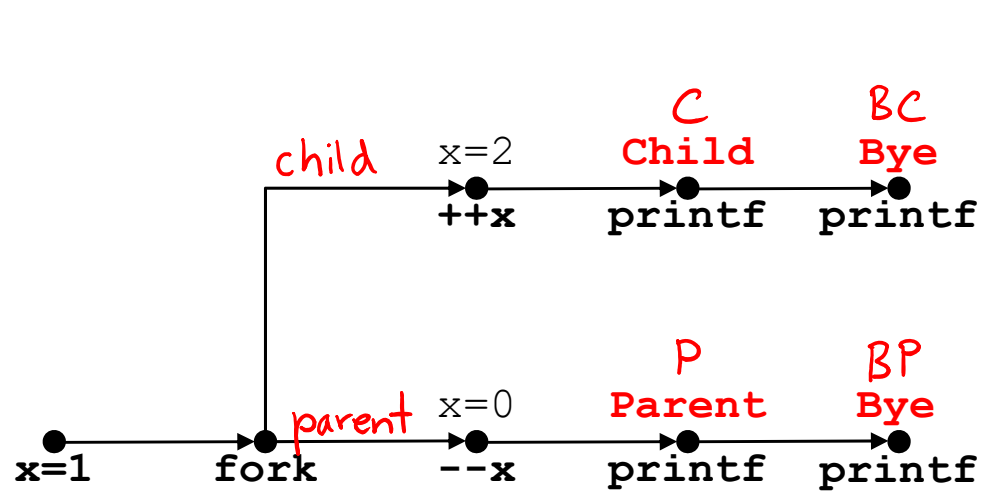 C BC
child x=2 Child Bye
++x printf printf
P BP
parent x=0 Parent Bye
x=1 fork --x printf printf